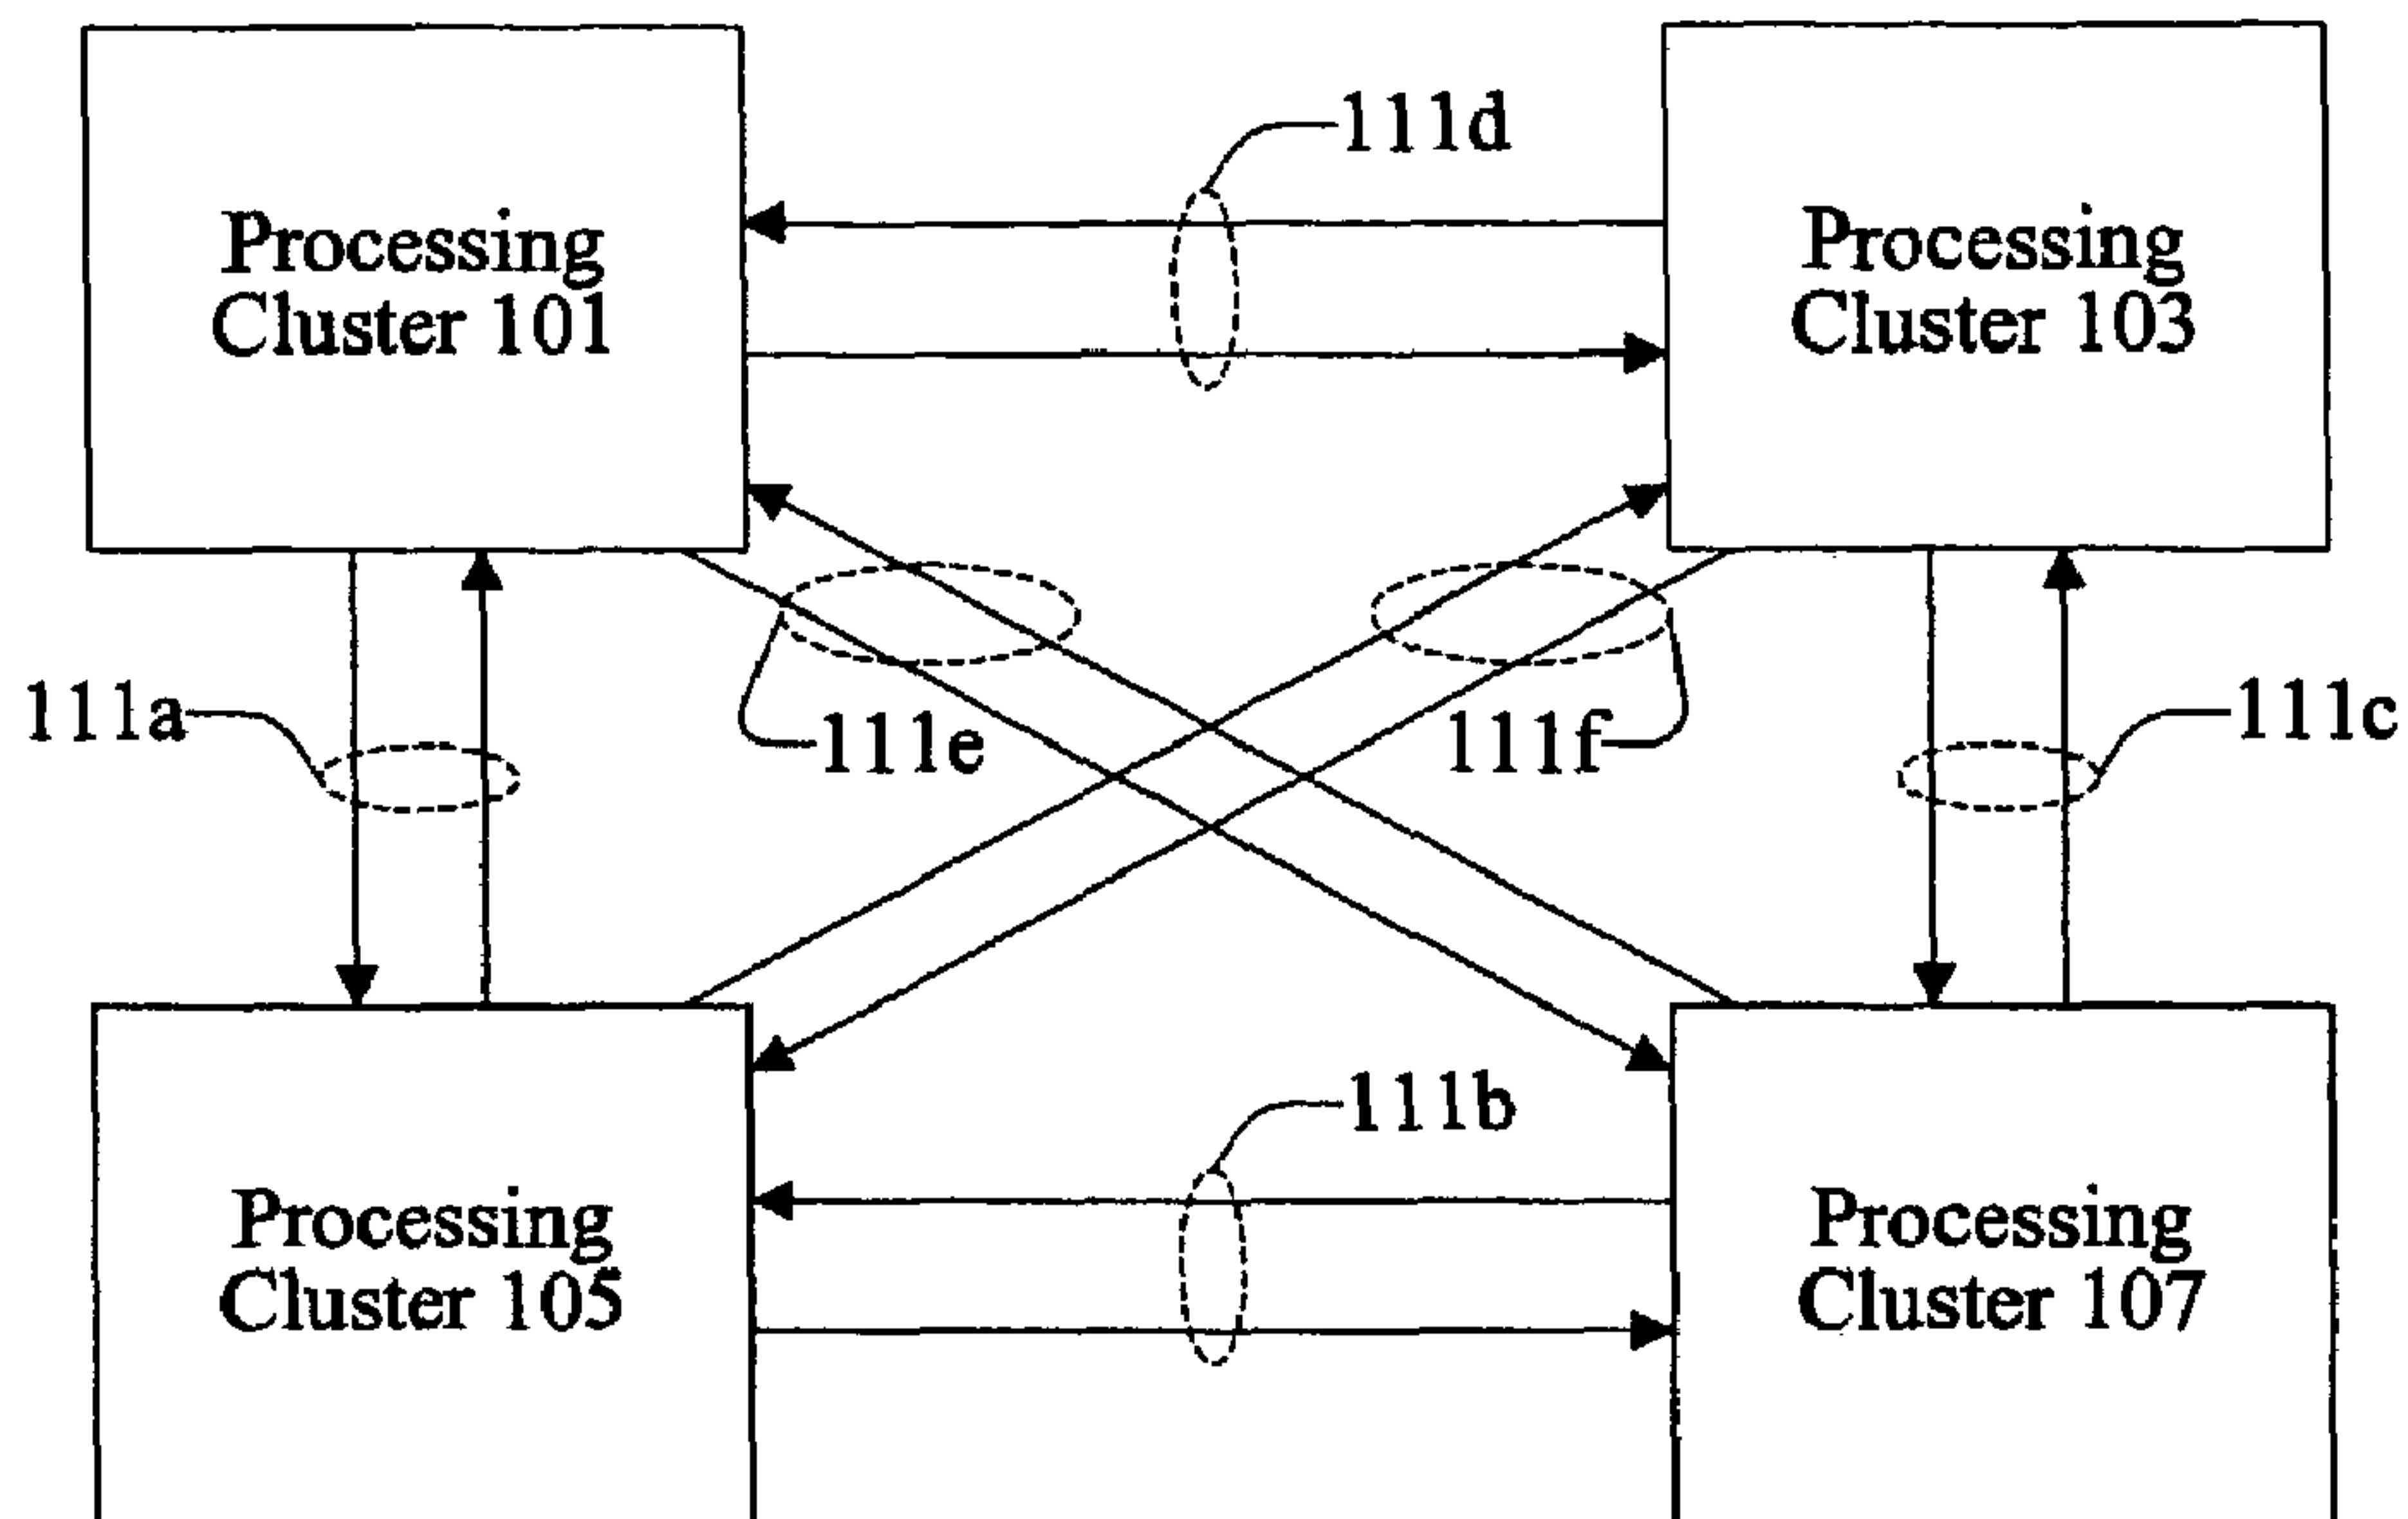 111d
Processing
Cluster 101
Processing
Cluster 103
111a
111e
111f
111c
111b
Processing
Cluster 105
Processing
Cluster 107